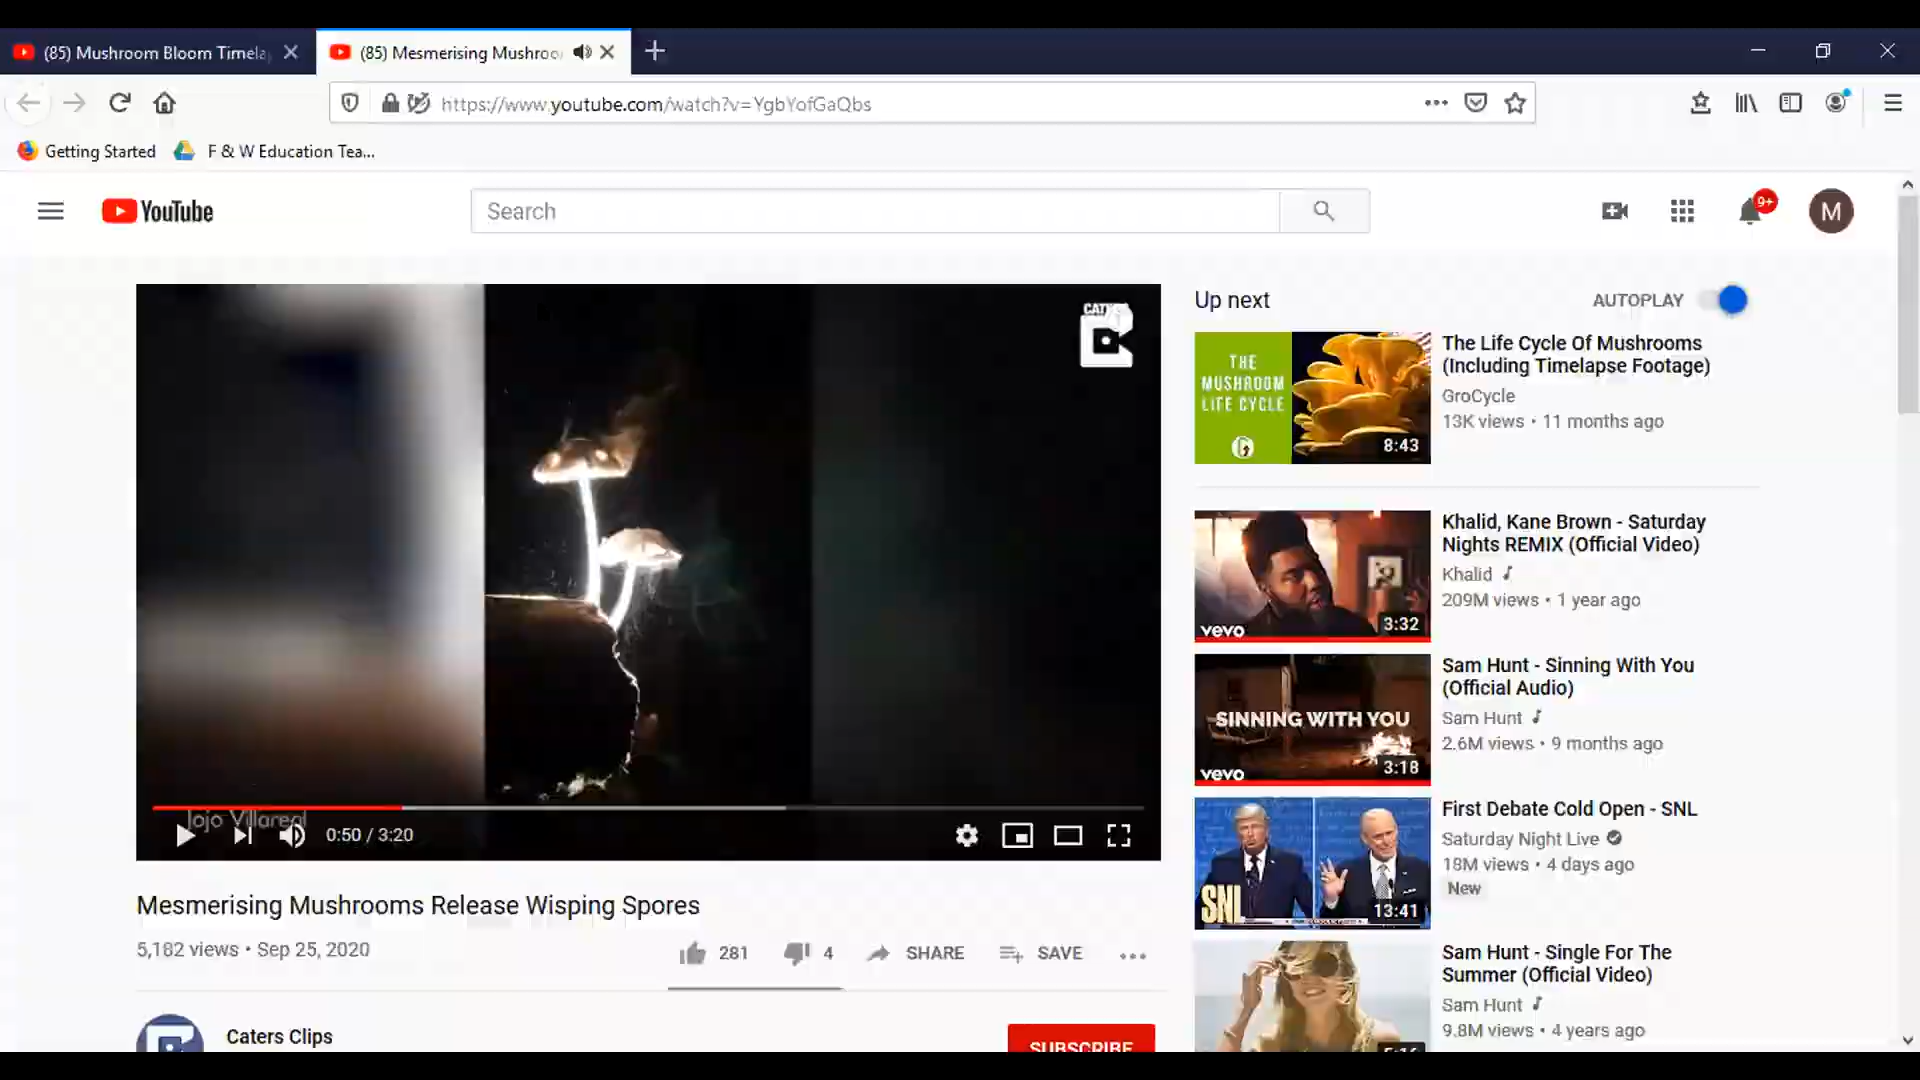 (85) Mushroom Bloom Timela
(85) Mesmerising Mushroo
https://www.youtube.com/watch?v=YgbYofGaQbs
Getting Started
F & W Education Tea...
YouTube
Search
9+
M
Jojo Villareal
0:50 / 3:20
Mesmerising Mushrooms Release Wisping Spores
5,182 views • Sep 25, 2020
281
4
SHARE
SAVE
Caters Clips
SUBSCRIBE
Up next
AUTOPLAY
THE
MUSHROOM
LIFE CYCLE
8:43
The Life Cycle Of Mushrooms
(Including Timelapse Footage)
GroCycle
13K views • 11 months ago
vevo
3:32
Khalid, Kane Brown - Saturday
Nights REMIX (Official Video)
Khalid
209M views • 1 year ago
SINNING WITH YOU
vevo
3:18
Sam Hunt - Sinning With You
(Official Audio)
Sam Hunt
2.6M views • 9 months ago
SNL
13:41
First Debate Cold Open - SNL
Saturday Night Live
18M views • 4 days ago
New
Sam Hunt - Single For The
Summer (Official Video)
Sam Hunt
9.8M views • 4 years ago